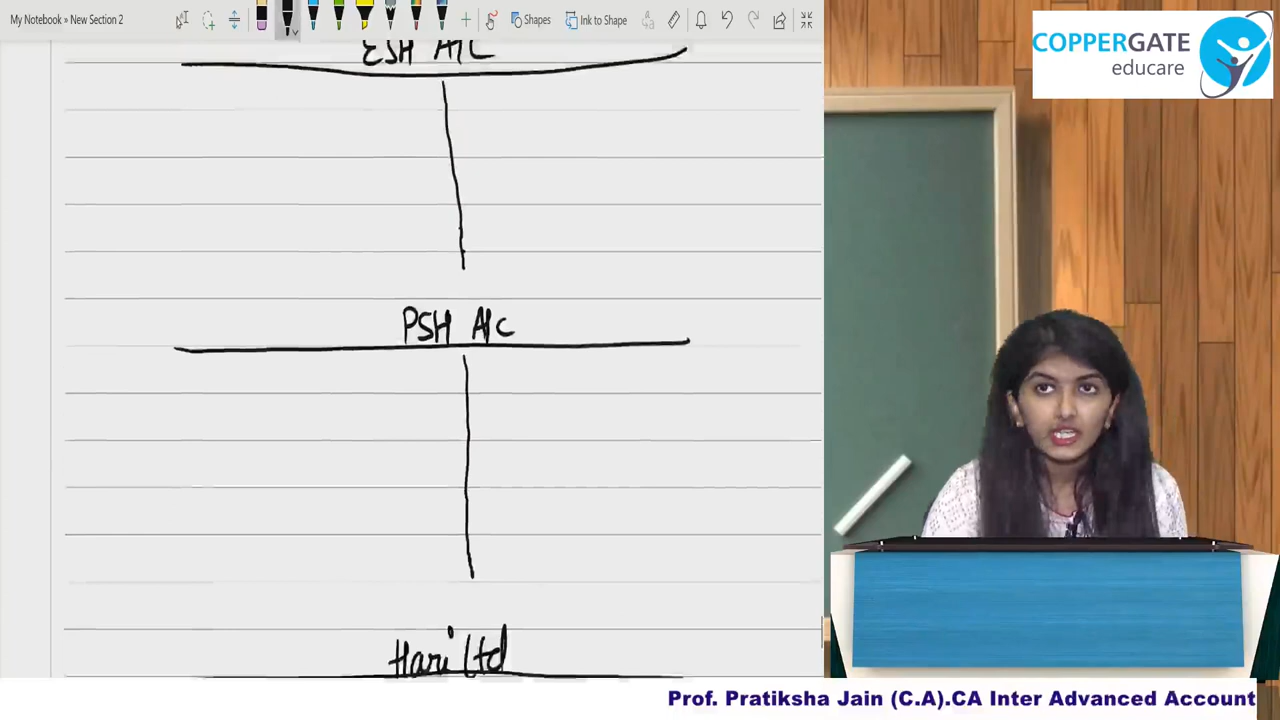 My Notebook » New Section 2
Shapes
Ink to Shape
ESH A/C
PSH A/C
Hari Ltd
COPPERGATE
educare
Prof. Pratiksha Jain (C.A).CA Inter Advanced Account